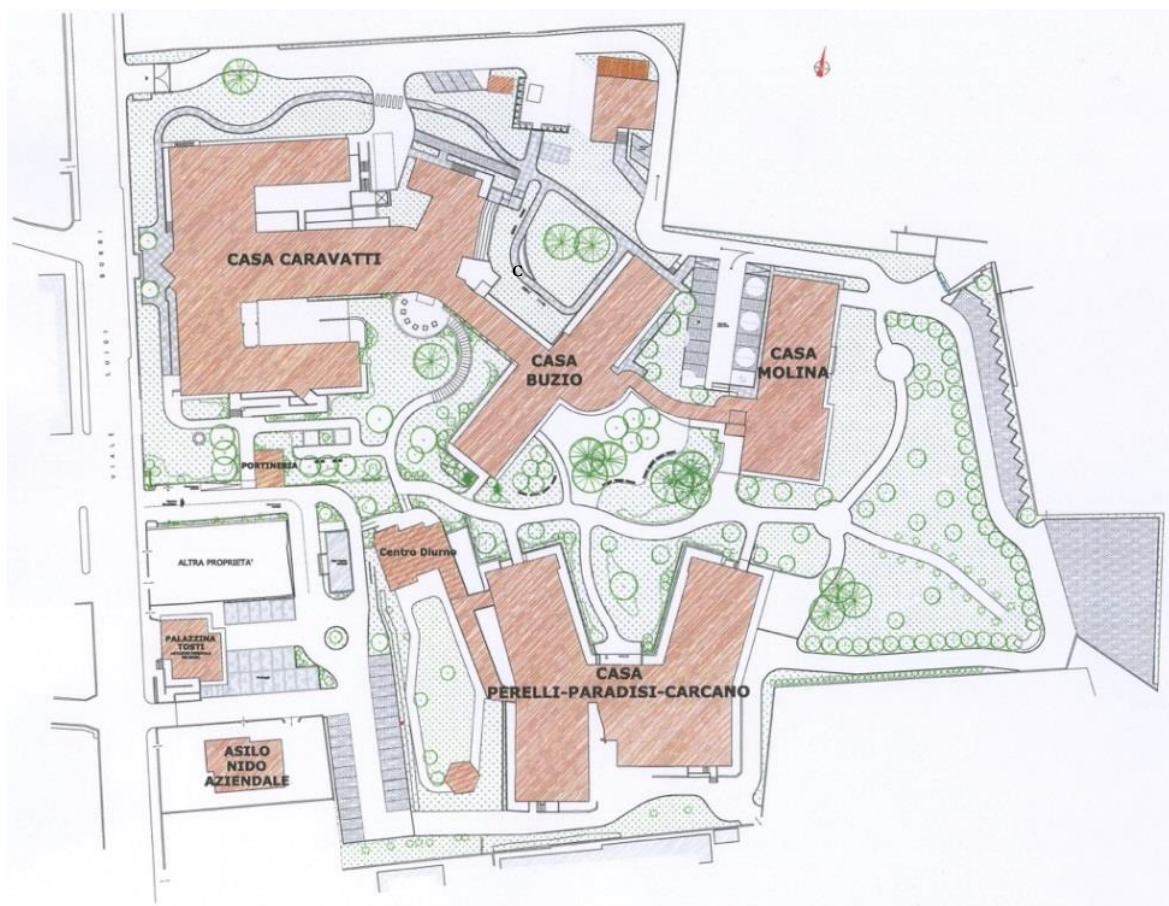 CASA CARAVATTI
C
CASA
BUZIO
CASA
MOLINA
VIALE LUIGI BORRI
PORTINERIA
Centro Diurno
ALTRA PROPRIETA'
PALAZZINA
TOSTI
CASA
PERELLI-PARADISI-CARCANO
ASILO
NIDO
AZIENDALE